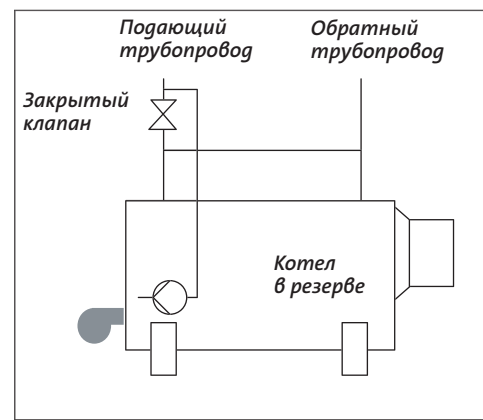 Подающий
трубопровод
Обратный
трубопровод
Закрытый
клапан
Котел
в резерве